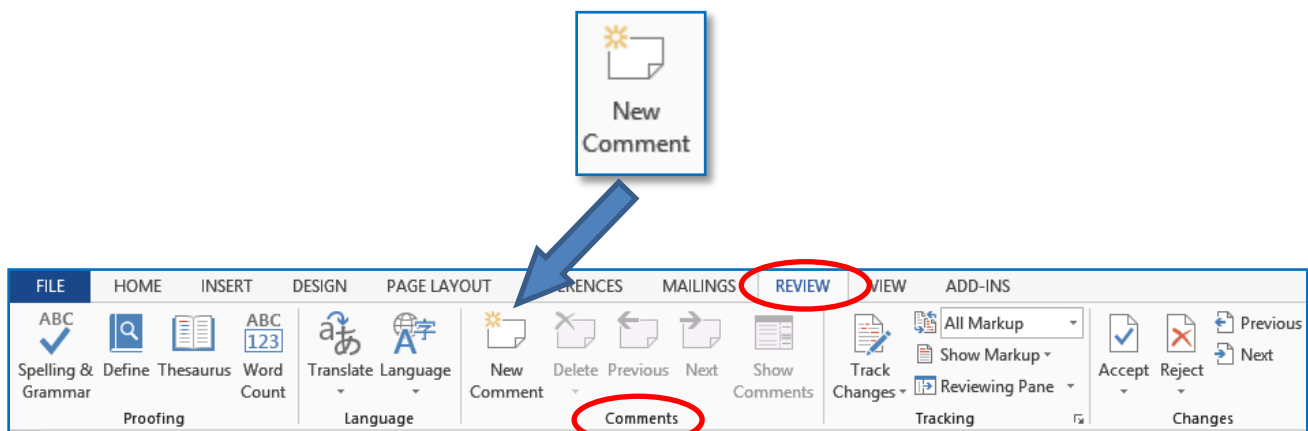 New
Comment
FILE HOME INSERT DESIGN PAGE LAYOUT ERENCES MAILINGS REVIEW VIEW ADD-INS
ABC ABC
123
Spelling & Define Thesaurus Word Translate Language New Delete Previous Next Show Track Accept Reject
Grammar Count Comment Comments Changes
All Markup
Show Markup
Reviewing Pane
Previous
Next
Proofing Language Comments Tracking Changes